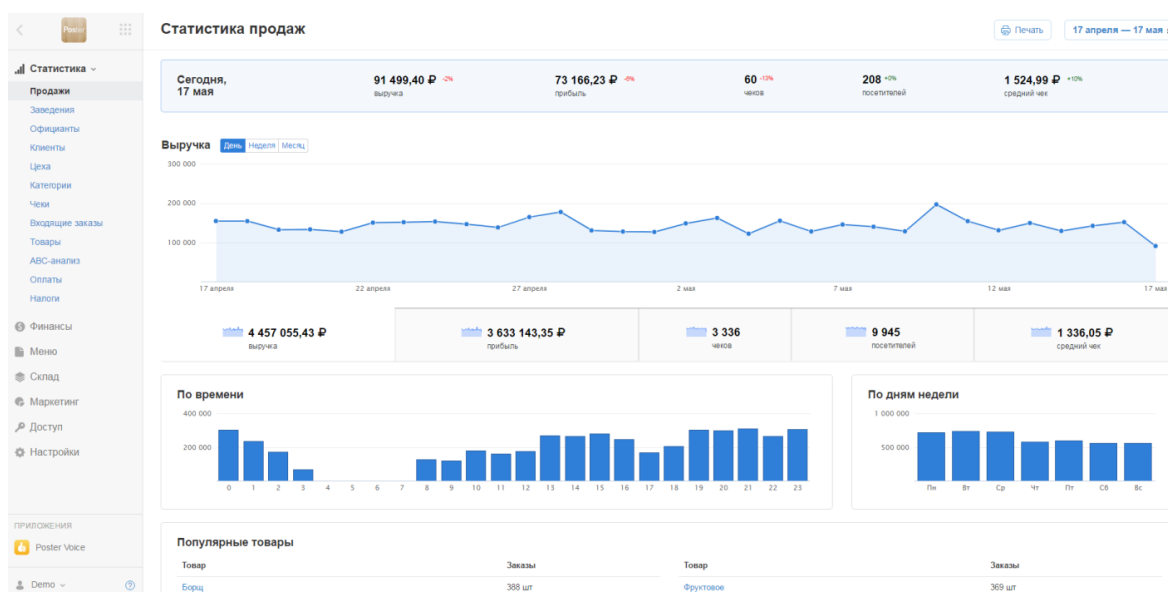 Poster
Статистика продаж
Печать
17 апреля — 17 мая
Статистика
Продажи
Заведения
Официанты
Клиенты
Цеха
Категории
Чеки
Входящие заказы
Товары
ABC-анализ
Оплаты
Налоги
Финансы
Меню
Склад
Маркетинг
Доступ
Настройки
ПРИЛОЖЕНИЯ
Poster Voice
Demo
?
Сегодня,
17 мая
91 499,40 ₽ -2%
выручка
73 166,23 ₽ -6%
прибыль
60 -13%
чеков
208 +0%
посетителей
1 524,99 ₽ +10%
средний чек
Выручка День Неделя Месяц
300 000
200 000
100 000
17 апреля 22 апреля 27 апреля 2 мая 7 мая 12 мая 17 мая
4 457 055,43 ₽
выручка
3 633 143,35 ₽
прибыль
3 336
чеков
9 945
посетителей
1 336,05 ₽
средний чек
По времени
400 000
200 000
0 1 2 3 4 5 6 7 8 9 10 11 12 13 14 15 16 17 18 19 20 21 22 23
По дням недели
1 000 000
500 000
Пн Вт Ср Чт Пт Сб Вс
Популярные товары
Товар Заказы Товар Заказы
Борщ 388 шт Фруктовое 369 шт